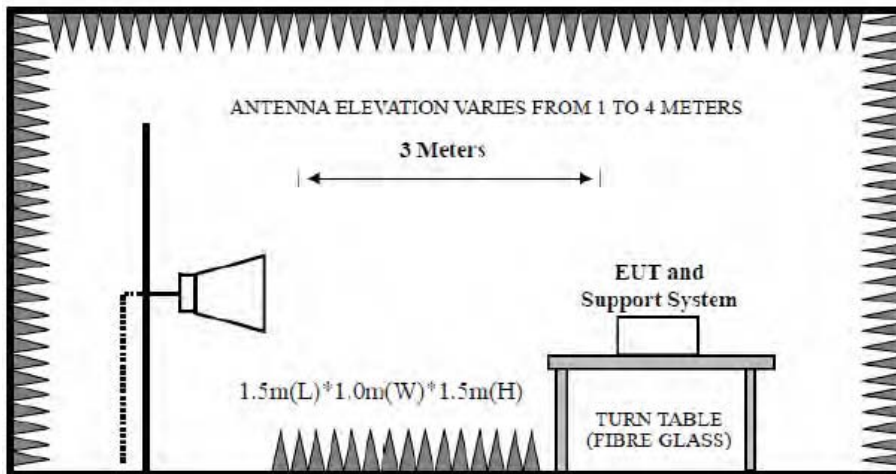 ANTENNA ELEVATION VARIES FROM 1 TO 4 METERS
3 Meters
EUT and
Support System
1.5m(L)*1.0m(W)*1.5m(H)
TURN TABLE
(FIBRE GLASS)